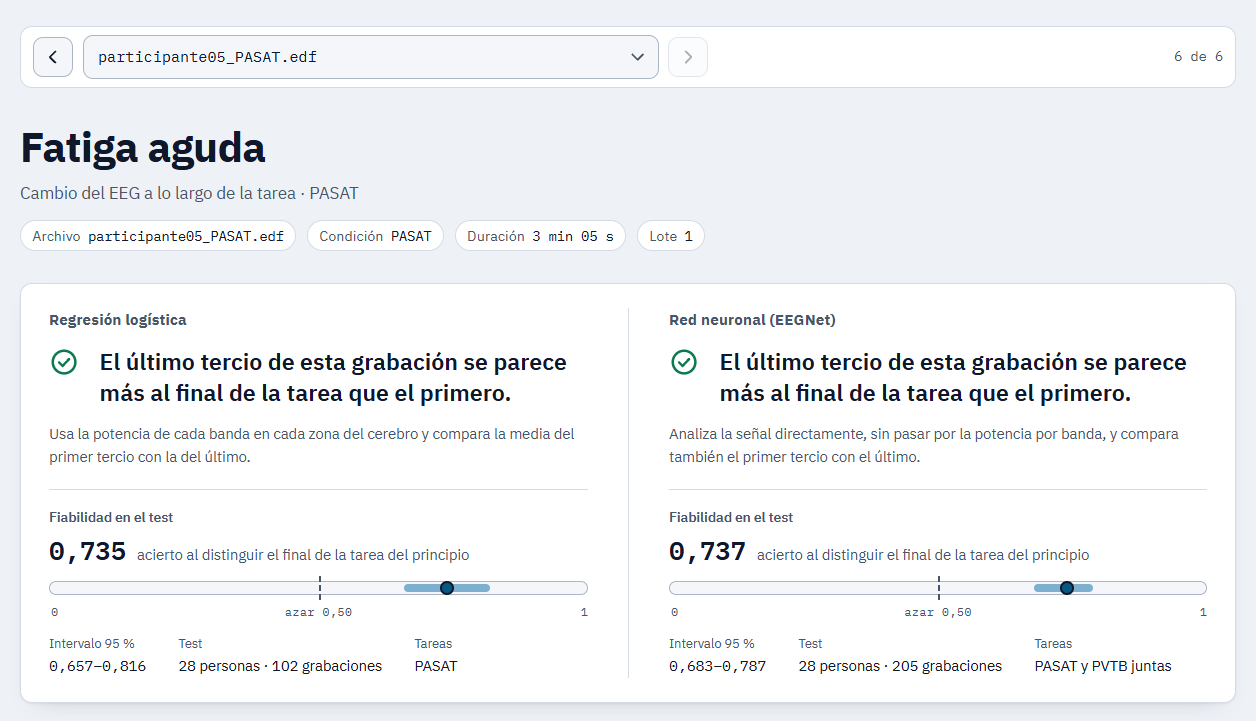 participante05_PASAT.edf
6 de 6
Fatiga aguda
Cambio del EEG a lo largo de la tarea · PASAT
Archivo participante05_PASAT.edf
Condición PASAT
Duración 3 min 05 s
Lote 1
Regresión logística
El último tercio de esta grabación se parece
más al final de la tarea que el primero.
Usa la potencia de cada banda en cada zona del cerebro y compara la media del
primer tercio con la del último.
Fiabilidad en el test
0,735 acierto al distinguir el final de la tarea del principio
0 azar 0,50 1
Intervalo 95 % Test Tareas
0,657–0,816 28 personas · 102 grabaciones PASAT
Red neuronal (EEGNet)
El último tercio de esta grabación se parece
más al final de la tarea que el primero.
Analiza la señal directamente, sin pasar por la potencia por banda, y compara
también el primer tercio con el último.
Fiabilidad en el test
0,737 acierto al distinguir el final de la tarea del principio
0 azar 0,50 1
Intervalo 95 % Test Tareas
0,683–0,787 28 personas · 205 grabaciones PASAT y PVTB juntas